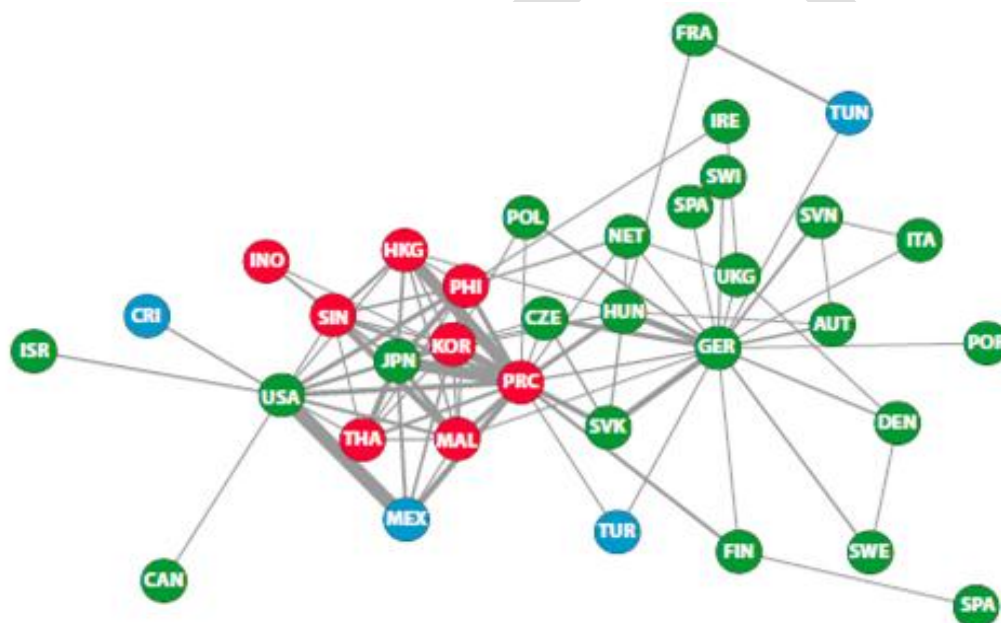 FRA
TUN
IRE
SWI
SPA
POL
SVN
NET
ITA
HKG
INO
PHI
UKG
CRI
SIN
CZE
HUN
AUT
KOR
GER
POR
ISR
JPN
PRC
USA
DEN
SVK
THA
MAL
MEX
TUR
FIN
SWE
CAN
SPA